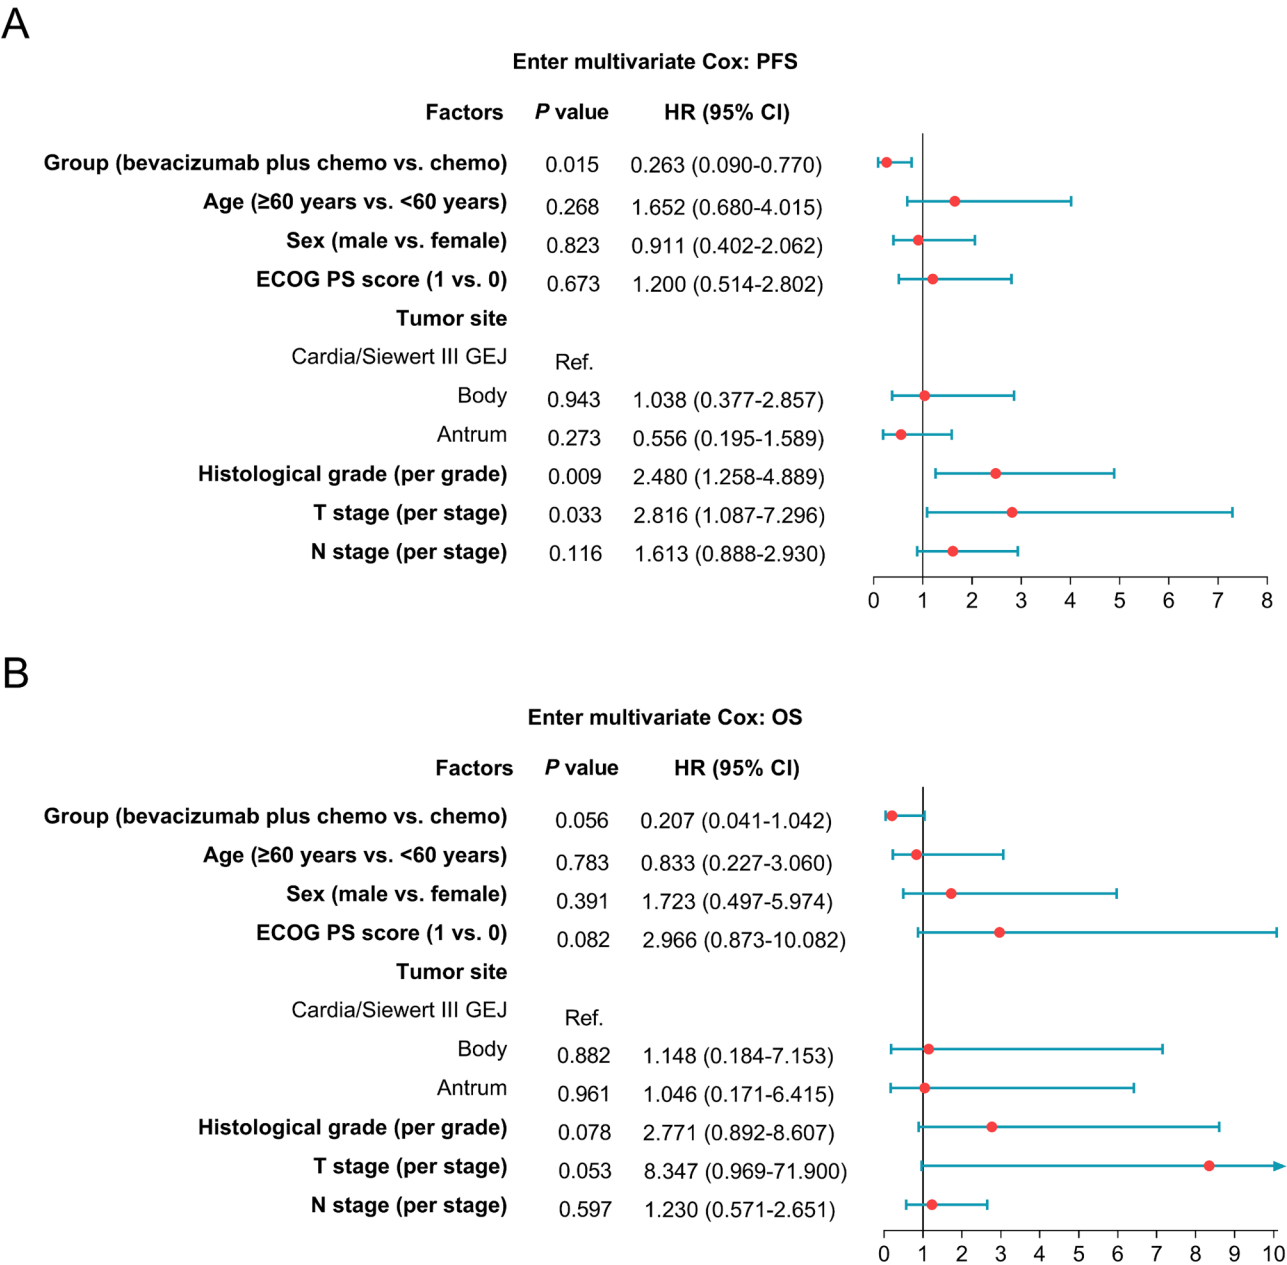 A
Enter multivariate Cox: PFS
Factors P value HR (95% CI)
Group (bevacizumab plus chemo vs. chemo) 0.015 0.263 (0.090-0.770)
Age (≥60 years vs. <60 years) 0.268 1.652 (0.680-4.015)
Sex (male vs. female) 0.823 0.911 (0.402-2.062)
ECOG PS score (1 vs. 0) 0.673 1.200 (0.514-2.802)
Tumor site
Cardia/Siewert III GEJ Ref.
Body 0.943 1.038 (0.377-2.857)
Antrum 0.273 0.556 (0.195-1.589)
Histological grade (per grade) 0.009 2.480 (1.258-4.889)
T stage (per stage) 0.033 2.816 (1.087-7.296)
N stage (per stage) 0.116 1.613 (0.888-2.930)
0 1 2 3 4 5 6 7 8
B
Enter multivariate Cox: OS
Factors P value HR (95% CI)
Group (bevacizumab plus chemo vs. chemo) 0.056 0.207 (0.041-1.042)
Age (≥60 years vs. <60 years) 0.783 0.833 (0.227-3.060)
Sex (male vs. female) 0.391 1.723 (0.497-5.974)
ECOG PS score (1 vs. 0) 0.082 2.966 (0.873-10.082)
Tumor site
Cardia/Siewert III GEJ Ref.
Body 0.882 1.148 (0.184-7.153)
Antrum 0.961 1.046 (0.171-6.415)
Histological grade (per grade) 0.078 2.771 (0.892-8.607)
T stage (per stage) 0.053 8.347 (0.969-71.900)
N stage (per stage) 0.597 1.230 (0.571-2.651)
0 1 2 3 4 5 6 7 8 9 10